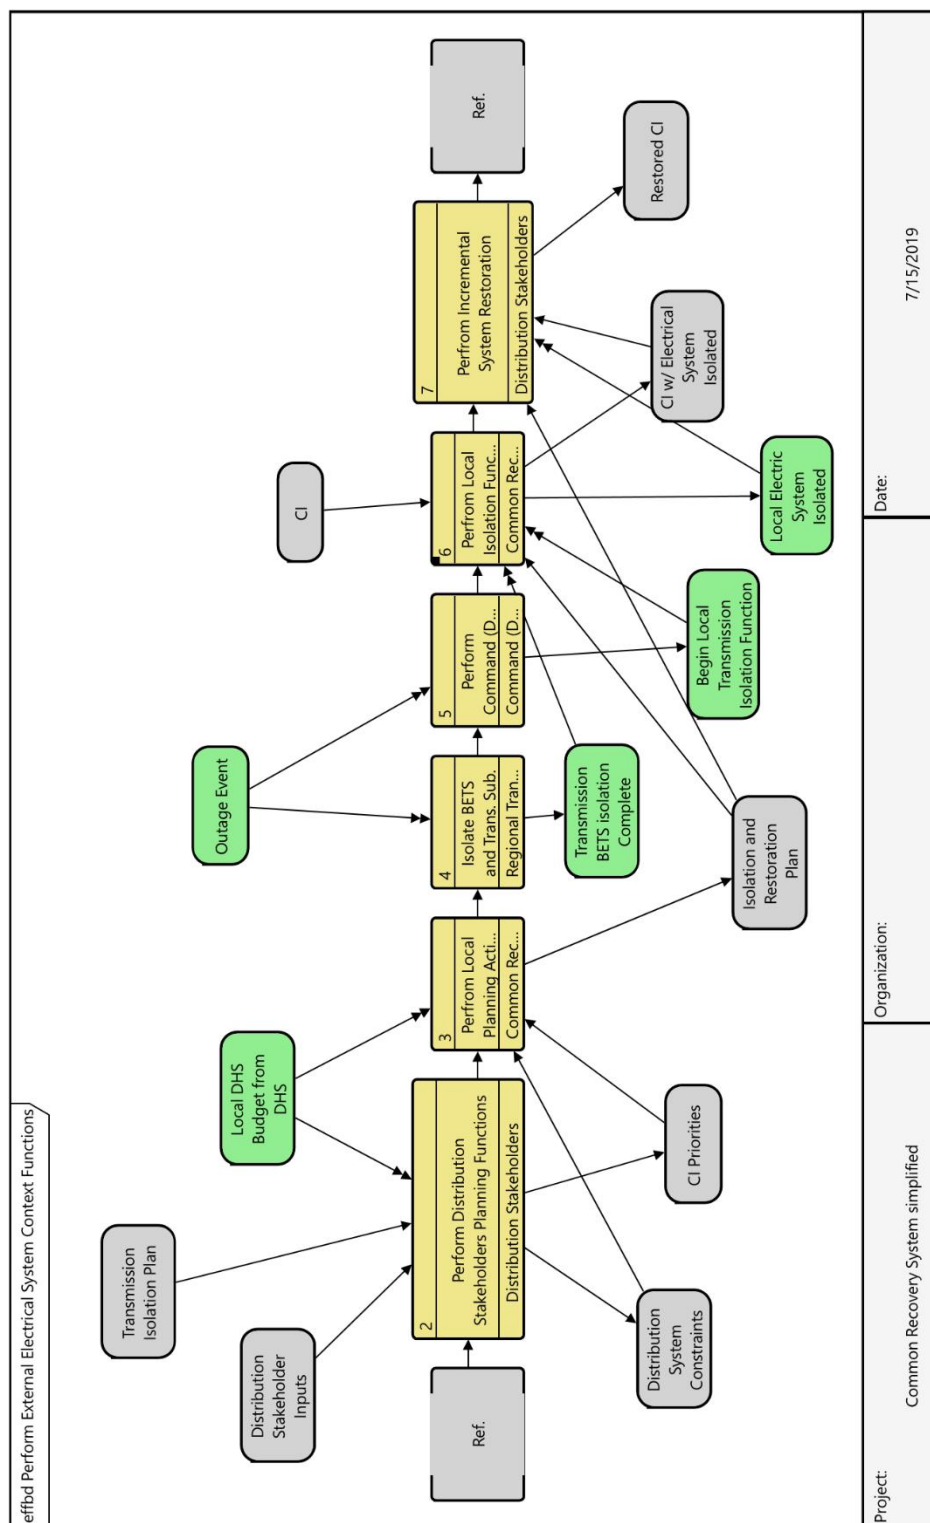 effbd Perform External Electrical System Context Functions
Transmission
Isolation Plan
Distribution
Stakeholder
Inputs
Local DHS
Budget from
DHS
Outage Event
CI
Ref.
2
Perform Distribution
Stakeholders Planning Functions
Distribution Stakeholders
3
Perfrom Local
Planning Acti...
Common Rec...
4
Isolate BETS
and Trans. Sub.
Regional Tran...
5
Perform
Command (D...
Command (D...
6
Perfrom Local
Isolation Func...
Common Rec...
7
Perfrom Incremental
System Restoration
Distribution Stakeholders
Ref.
Distribution
System
Constraints
CI Priorities
Isolation and
Restoration
Plan
Transmission
BETS isolation
Complete
Begin Local
Transmission
Isolation Function
Local Electric
System
Isolated
CI w/ Electrical
System
Isolated
Restored CI
Project:
Common Recovery System simplified
Organization:
Date:
7/15/2019